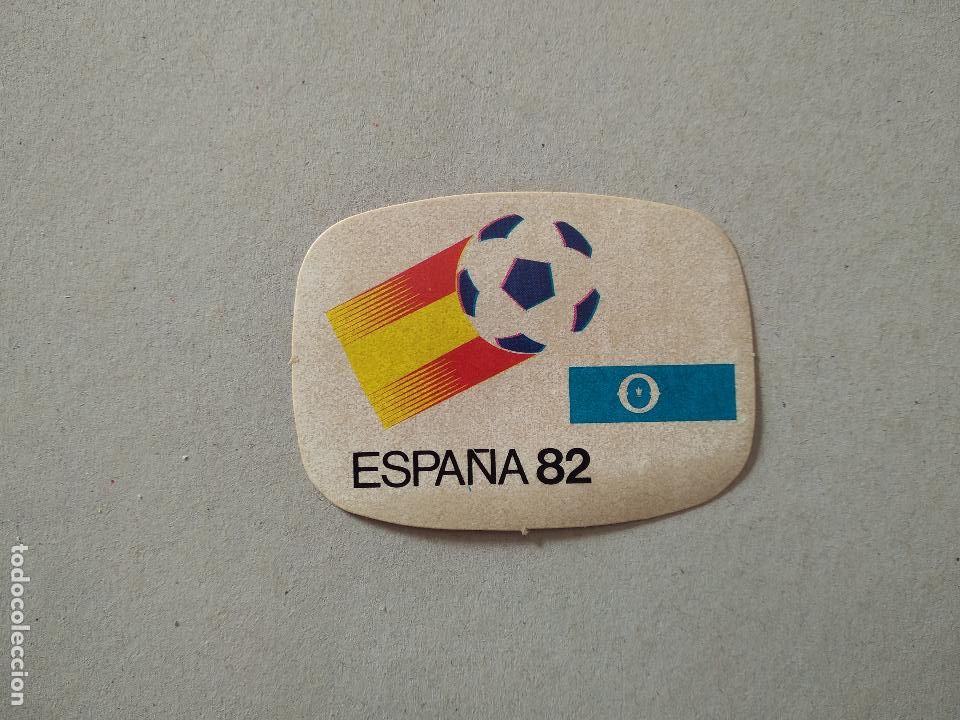 ESPAÑA 82
O
todocoleccion